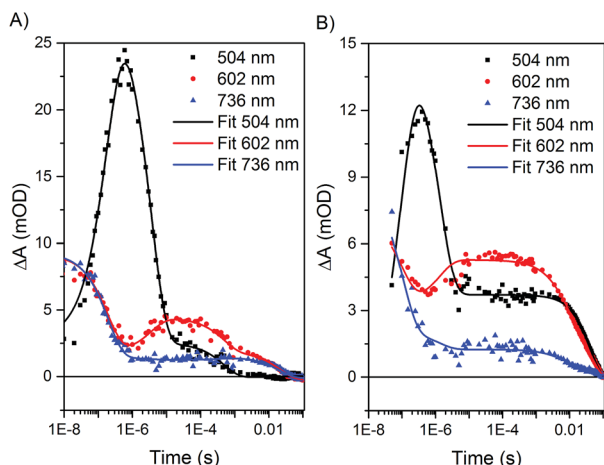 A)
25
20
15
10
5
0
ΔA (mOD)
504 nm
602 nm
736 nm
Fit 504 nm
Fit 602 nm
Fit 736 nm
1E-8 1E-6 1E-4 0.01
Time (s)
B)
15
12
9
6
3
0
ΔA (mOD)
504 nm
602 nm
736 nm
Fit 504 nm
Fit 602 nm
Fit 736 nm
1E-8 1E-6 1E-4 0.01
Time (s)